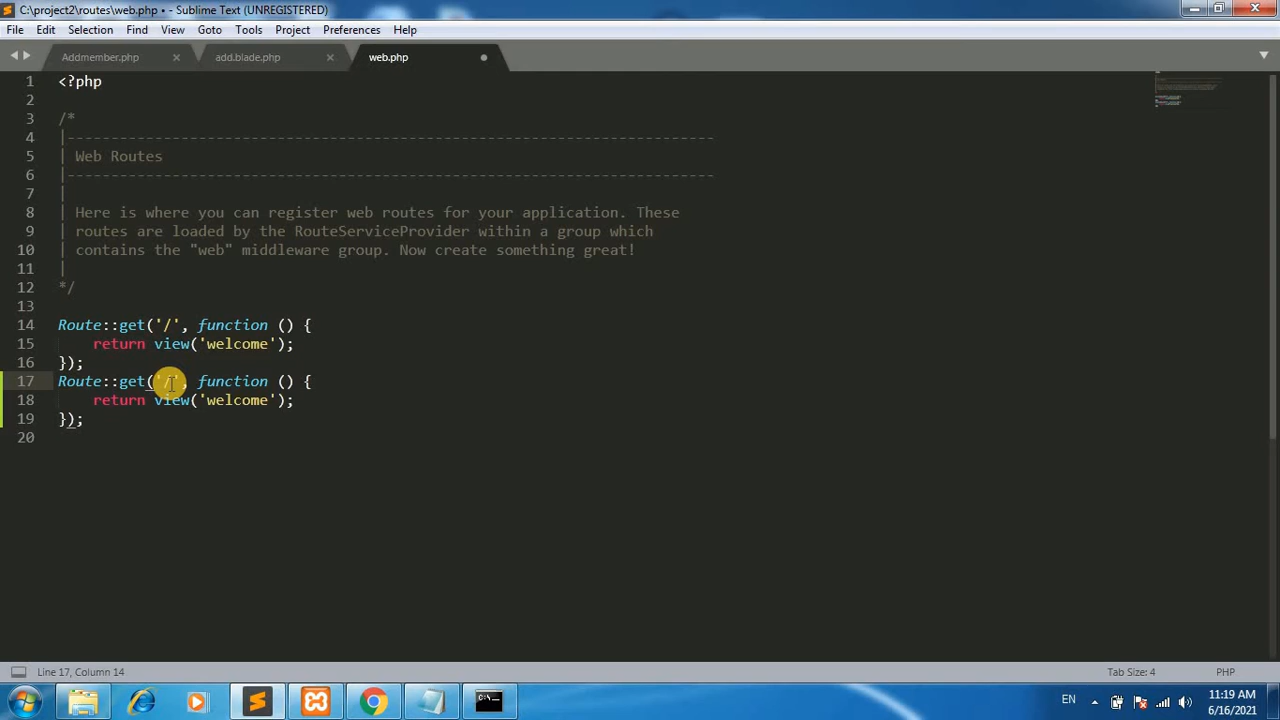 C:\project2\routes\web.php • - Sublime Text (UNREGISTERED)
File Edit Selection Find View Goto Tools Project Preferences Help
Addmember.php add.blade.php web.php
1 <?php
2
3 /*
4 |--------------------------------------------------------------------------
5 | Web Routes
6 |--------------------------------------------------------------------------
7 |
8 | Here is where you can register web routes for your application. These
9 | routes are loaded by the RouteServiceProvider within a group which
10 | contains the "web" middleware group. Now create something great!
11 |
12 */
13
14 Route::get('/', function () {
15 return view('welcome');
16 });
17 Route::get('/', function () {
18 return view('welcome');
19 });
20
Line 17, Column 14 Tab Size: 4 PHP
EN 11:19 AM
6/16/2021